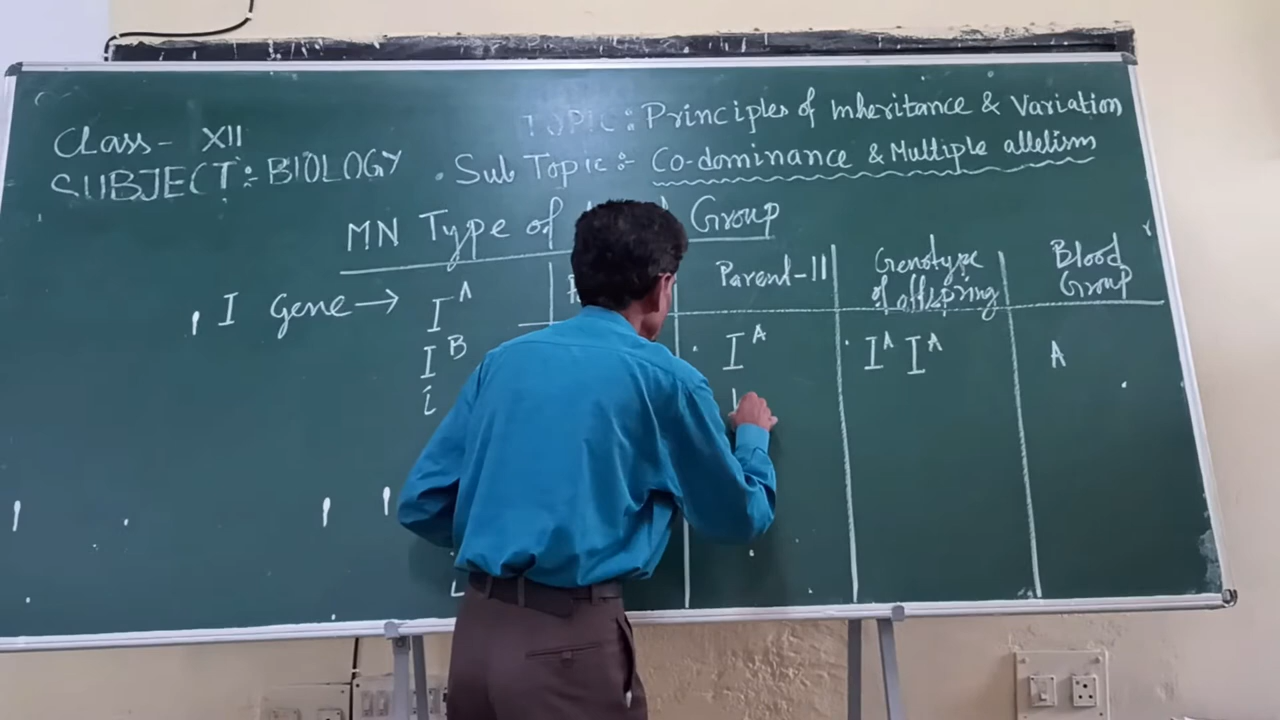 Class- XII
TOPIC:- Principles of Inheritance & Variation
SUBJECT:- BIOLOGY
Sub Topic:- Co-dominance & Multiple allelism
MN Type of Group
I Gene → I^A
I^B
i
Parent-II
Genotype of offspring
Blood Group
I^A
I^A I^A
A